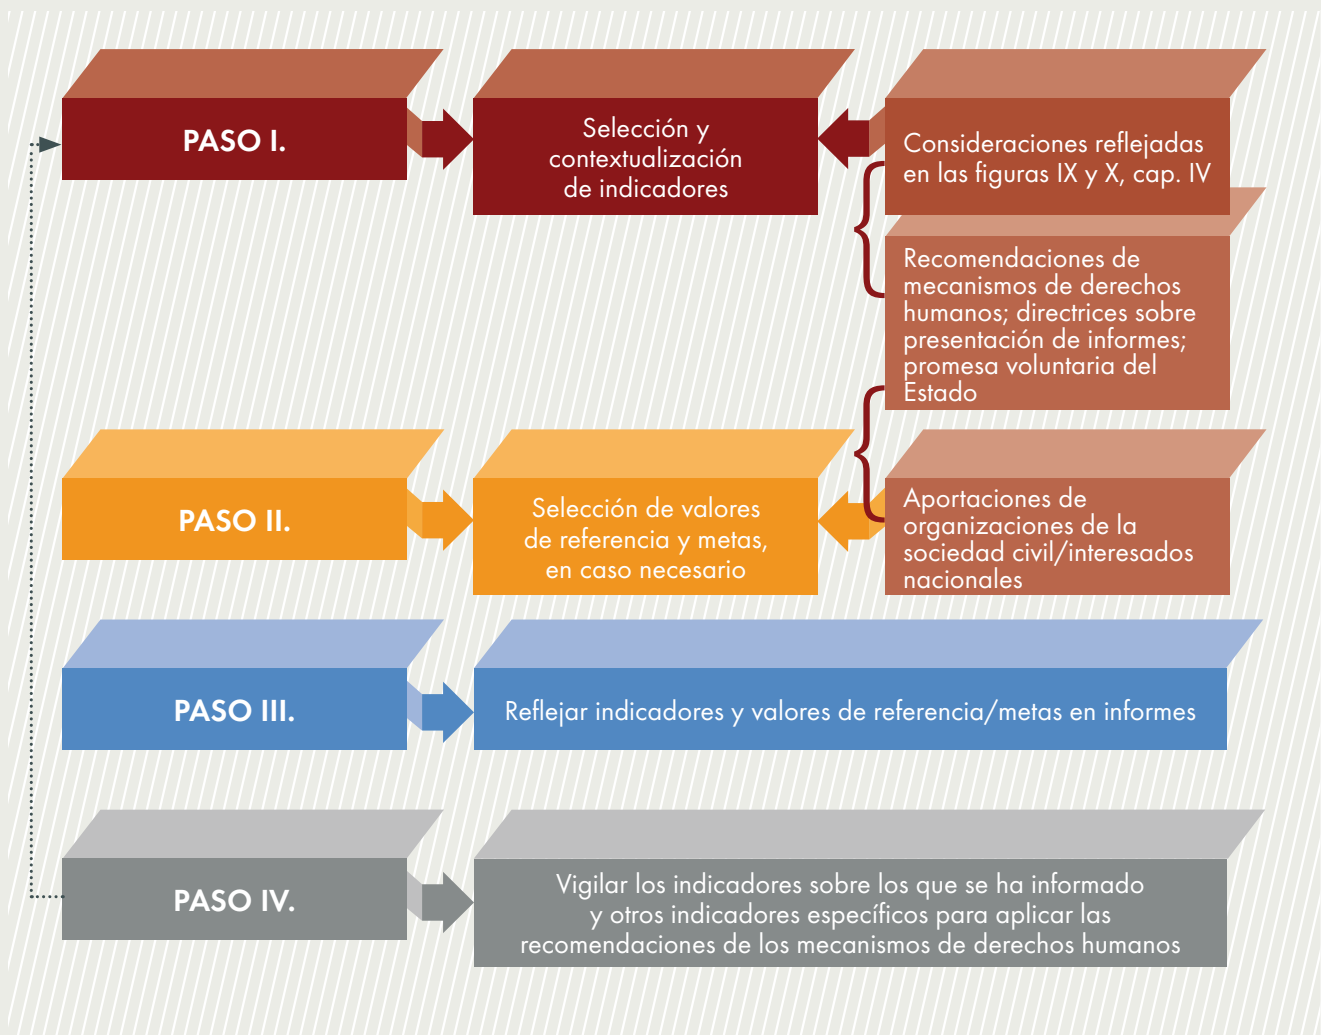 PASO I.
Selección y
contextualización
de indicadores
Consideraciones reflejadas
en las figuras IX y X, cap. IV
Recomendaciones de
mecanismos de derechos
humanos; directrices sobre
presentación de informes;
promesa voluntaria del
Estado
PASO II.
Selección de valores
de referencia y metas,
en caso necesario
Aportaciones de
organizaciones de la
sociedad civil/interesados
nacionales
PASO III.
Reflejar indicadores y valores de referencia/metas en informes
PASO IV.
Vigilar los indicadores sobre los que se ha informado
y otros indicadores específicos para aplicar las
recomendaciones de los mecanismos de derechos humanos